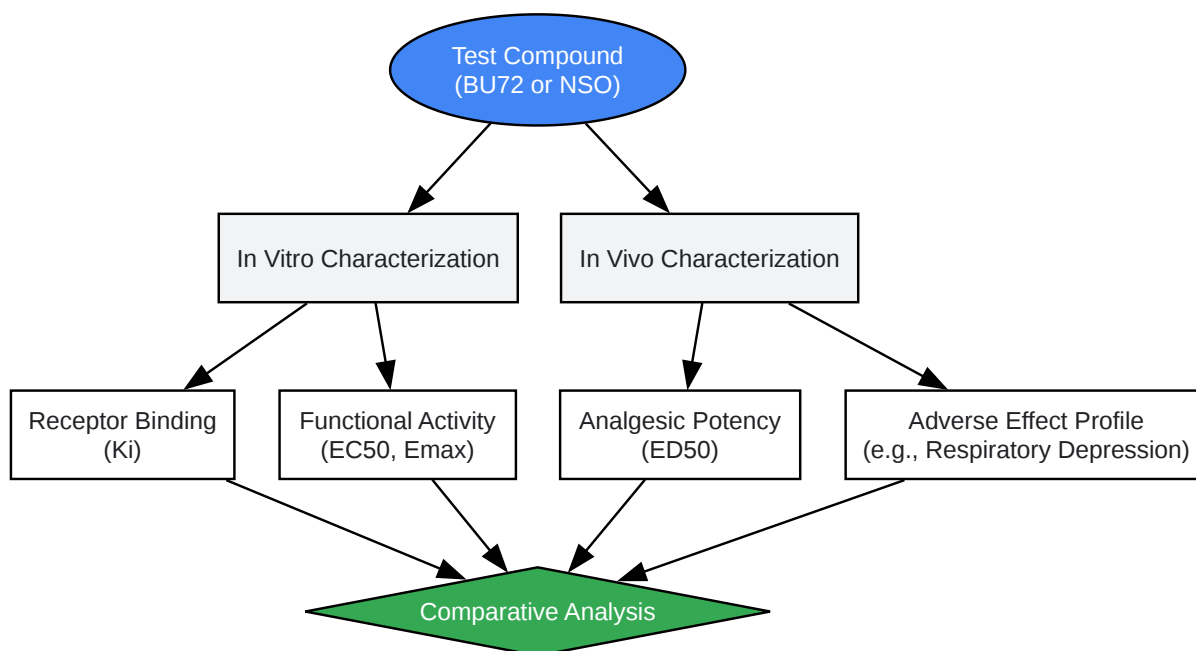 Test Compound
(BU72 or NSO)
In Vitro Characterization
In Vivo Characterization
Receptor Binding
(Ki)
Functional Activity
(EC50, Emax)
Analgesic Potency
(ED50)
Adverse Effect Profile
(e.g., Respiratory Depression)
Comparative Analysis